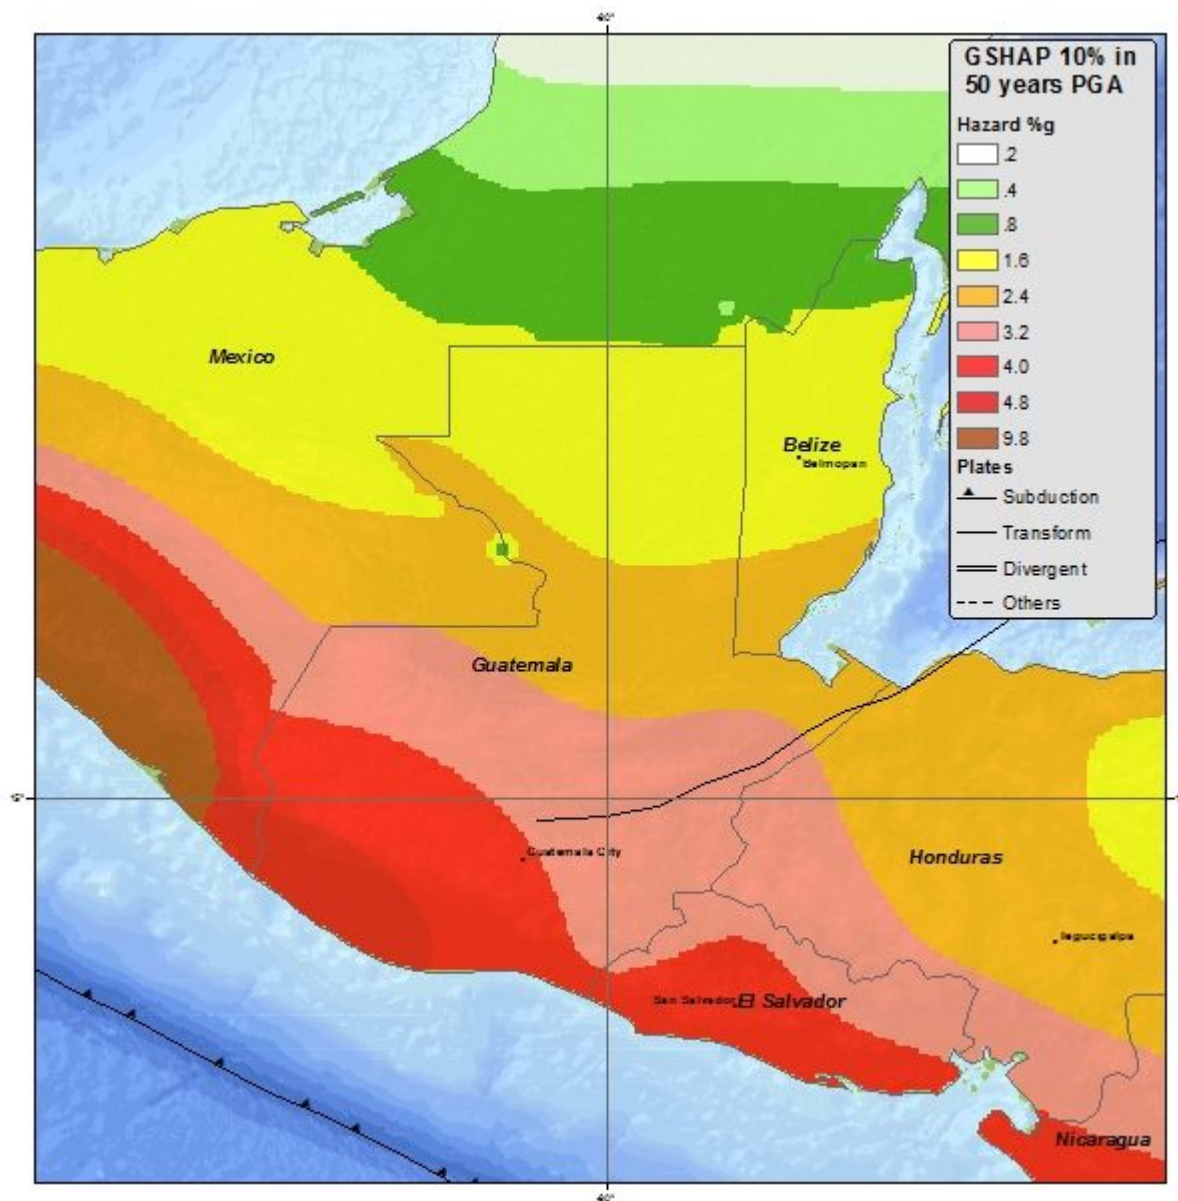 GSHAP 10% in
50 years PGA
Hazard %g
.2
.4
.8
1.6
2.4
3.2
4.0
4.8
9.8
Plates
Subduction
Transform
Divergent
Others
Mexico
Belize
Belmopan
Guatemala
Guatemala City
Honduras
Tegucigalpa
San Salvador
El Salvador
Nicaragua